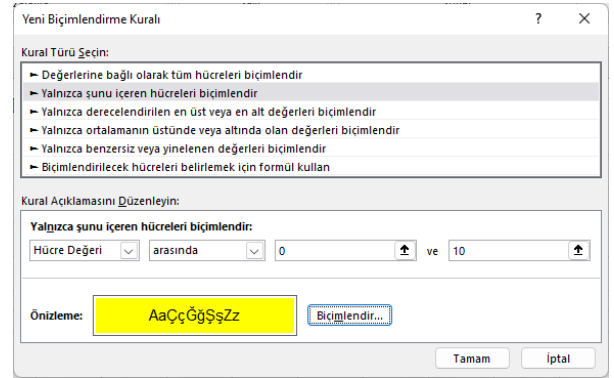 Yeni Biçimlendirme Kuralı ? ×
Kural Türü Seçin:
► Değerlerine bağlı olarak tüm hücreleri biçimlendir
► Yalnızca şunu içeren hücreleri biçimlendir
► Yalnızca derecelendirilen en üst veya en alt değerleri biçimlendir
► Yalnızca ortalamanın üstünde veya altında olan değerleri biçimlendir
► Yalnızca benzersiz veya yinelenen değerleri biçimlendir
► Biçimlendirilecek hücreleri belirlemek için formül kullan
Kural Açıklamasını Düzenleyin:
Yalnızca şunu içeren hücreleri biçimlendir:
Hücre Değeri arasında 0 ve 10
Önizleme: AaÇçĞğŞşZz Biçimlendir...
Tamam İptal